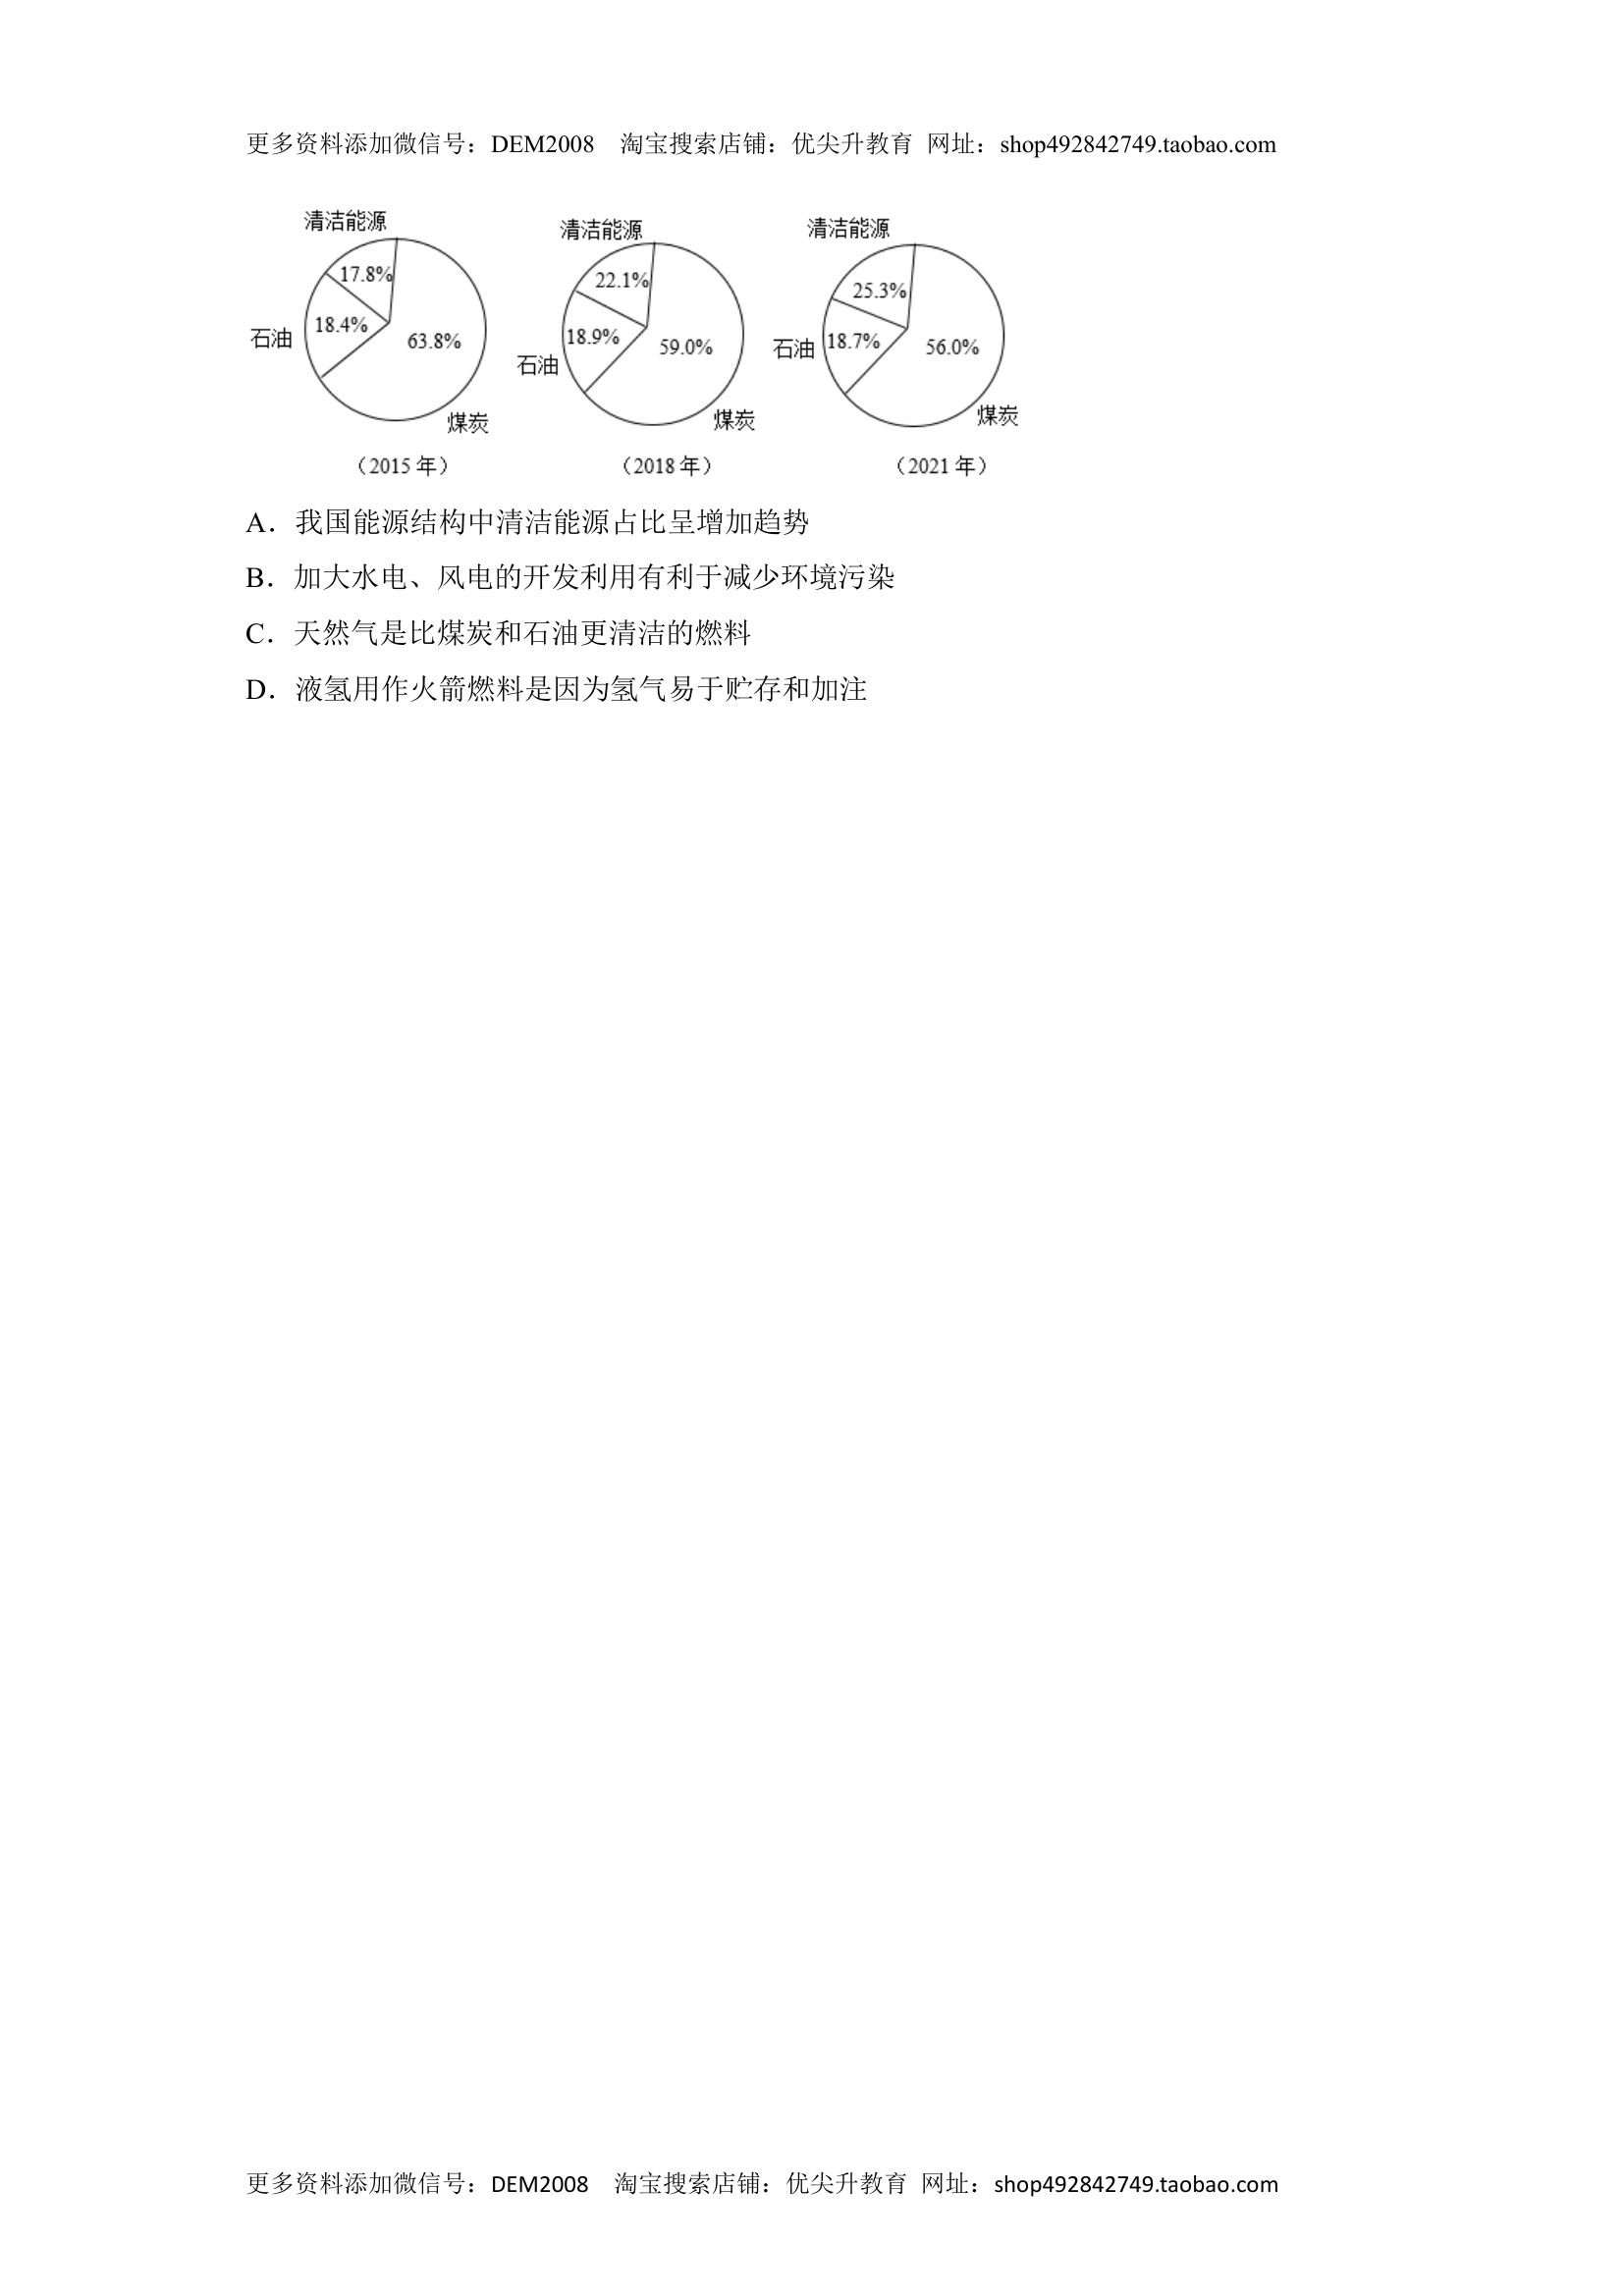 更多资料添加微信号：DEM2008 淘宝搜索店铺：优尖升教育 网址：shop492842749.taobao.com
清洁能源 清洁能源 清洁能源
17.8% 22.1% 25.3%
石油 18.4% 63.8% 石油 18.9% 59.0% 石油 18.7% 56.0%
煤炭 煤炭 煤炭
（2015 年） （2018 年） （2021 年）
A．我国能源结构中清洁能源占比呈增加趋势
B．加大水电、风电的开发利用有利于减少环境污染
C．天然气是比煤炭和石油更清洁的燃料
D．液氢用作火箭燃料是因为氢气易于贮存和加注
更多资料添加微信号：DEM2008 淘宝搜索店铺：优尖升教育 网址：shop492842749.taobao.com